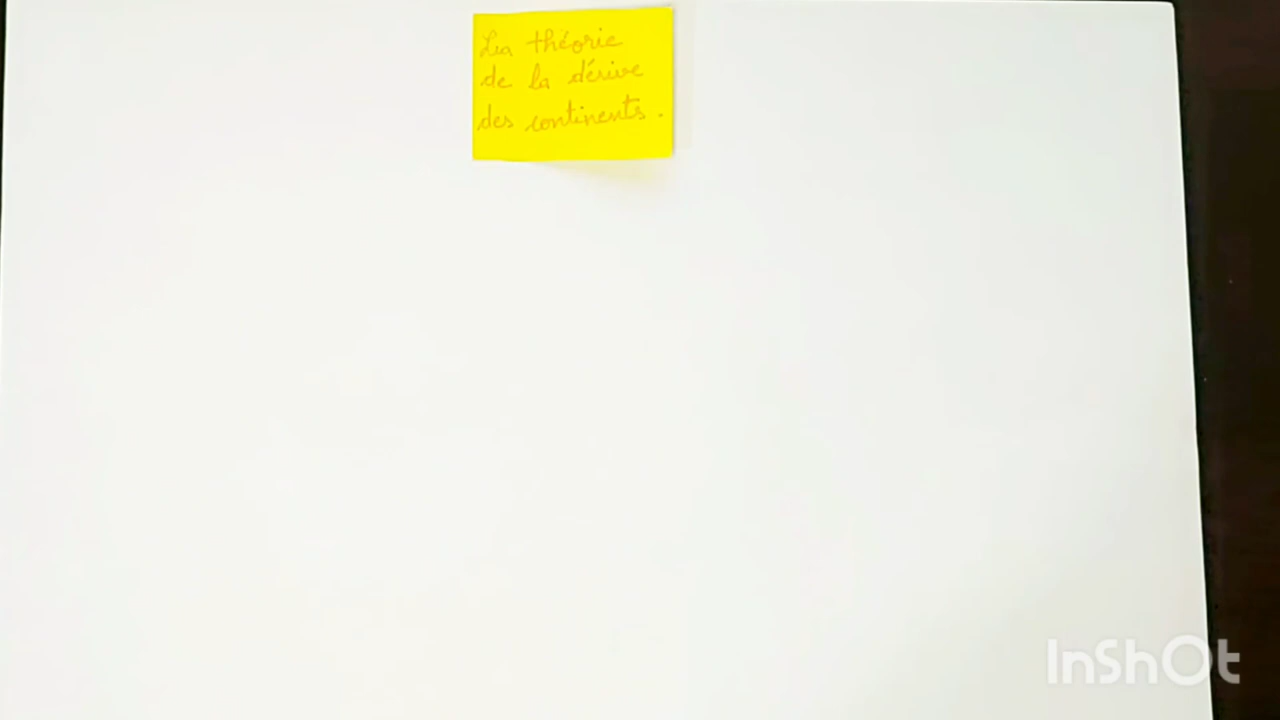 La théorie
de la dérive
des continents.
InShOt